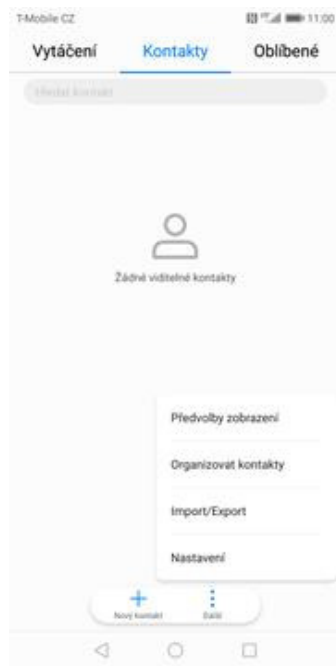 T-Mobile CZ 11:00
Vytáčení Kontakty Oblíbené
Hledat kontakt
Žádné viditelné kontakty
Předvolby zobrazení
Organizovat kontakty
Import/Export
Nastavení
Nový kontakt Další